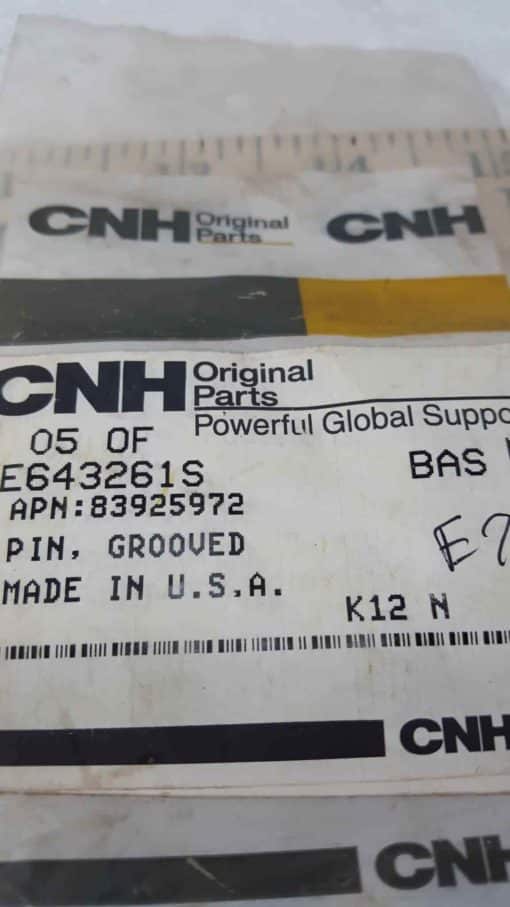 4
CNH Original Parts CNH
CNH Original Parts
Powerful Global
05 OF
E643261S
BAS
APN:83925972
PIN, GROOVED
MADE IN U.S.A.
K12 N
CNH
CNH